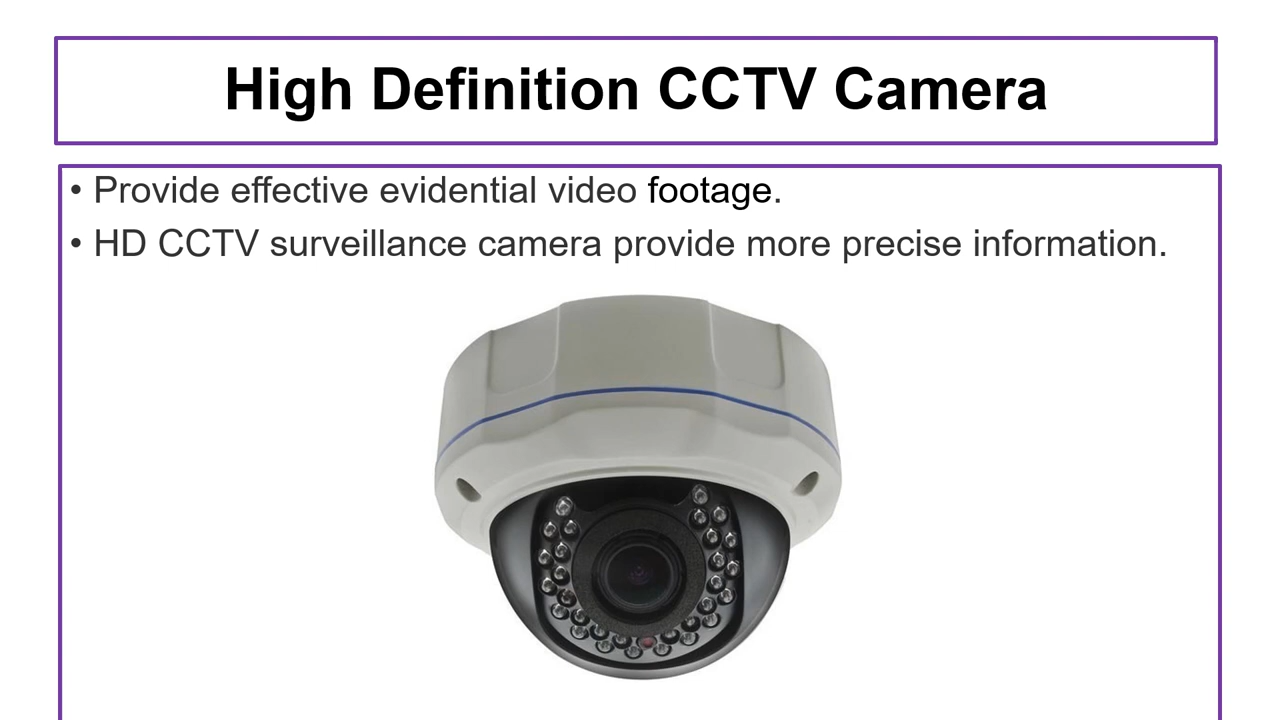 High Definition CCTV Camera
• Provide effective evidential video footage.
• HD CCTV surveillance camera provide more precise information.